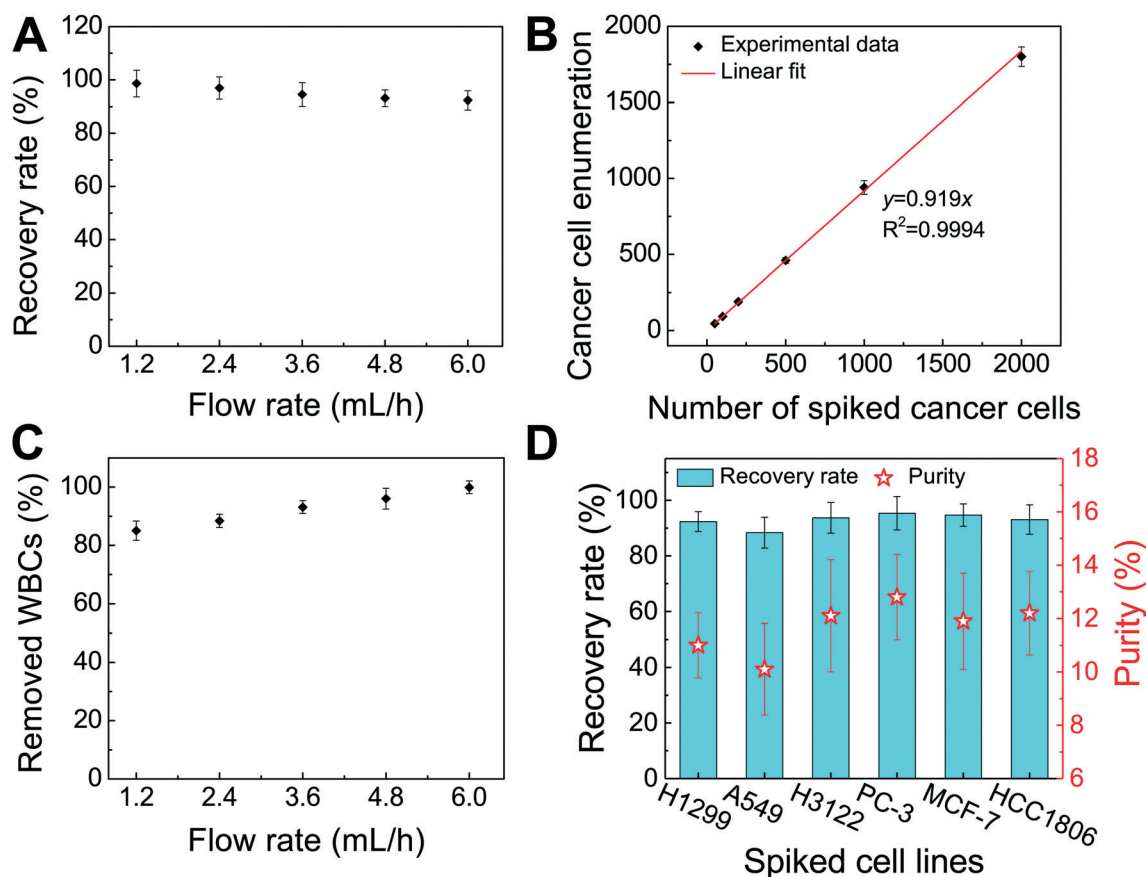 A
Recovery rate (%)
120
100
80
60
40
20
0
1.2
2.4
3.6
4.8
6.0
Flow rate (mL/h)
B
Cancer cell enumeration
2000
1500
1000
500
0
Experimental data
Linear fit
y=0.919x
R²=0.9994
0
500
1000
1500
2000
Number of spiked cancer cells
C
Removed WBCs (%)
100
80
60
40
20
0
1.2
2.4
3.6
4.8
6.0
Flow rate (mL/h)
D
Recovery rate (%)
100
80
60
40
20
0
Recovery rate
Purity
18
16
14
12
10
8
6
Purity (%)
H1299
A549
H3122
PC-3
MCF-7
HCC1806
Spiked cell lines